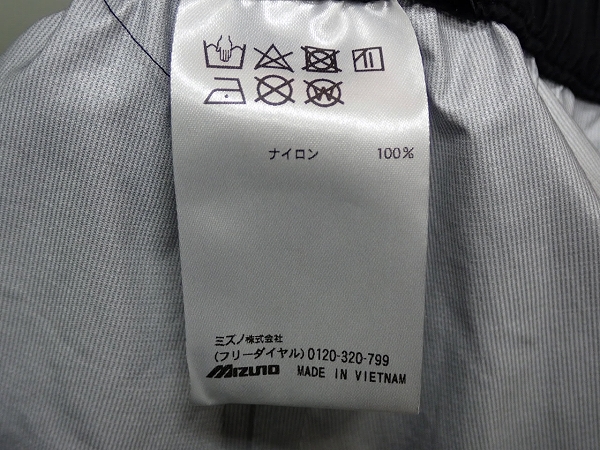 ナイロン 100%
ミズノ株式会社
(フリーダイヤル)0120-320-799
MIZUNO MADE IN VIETNAM